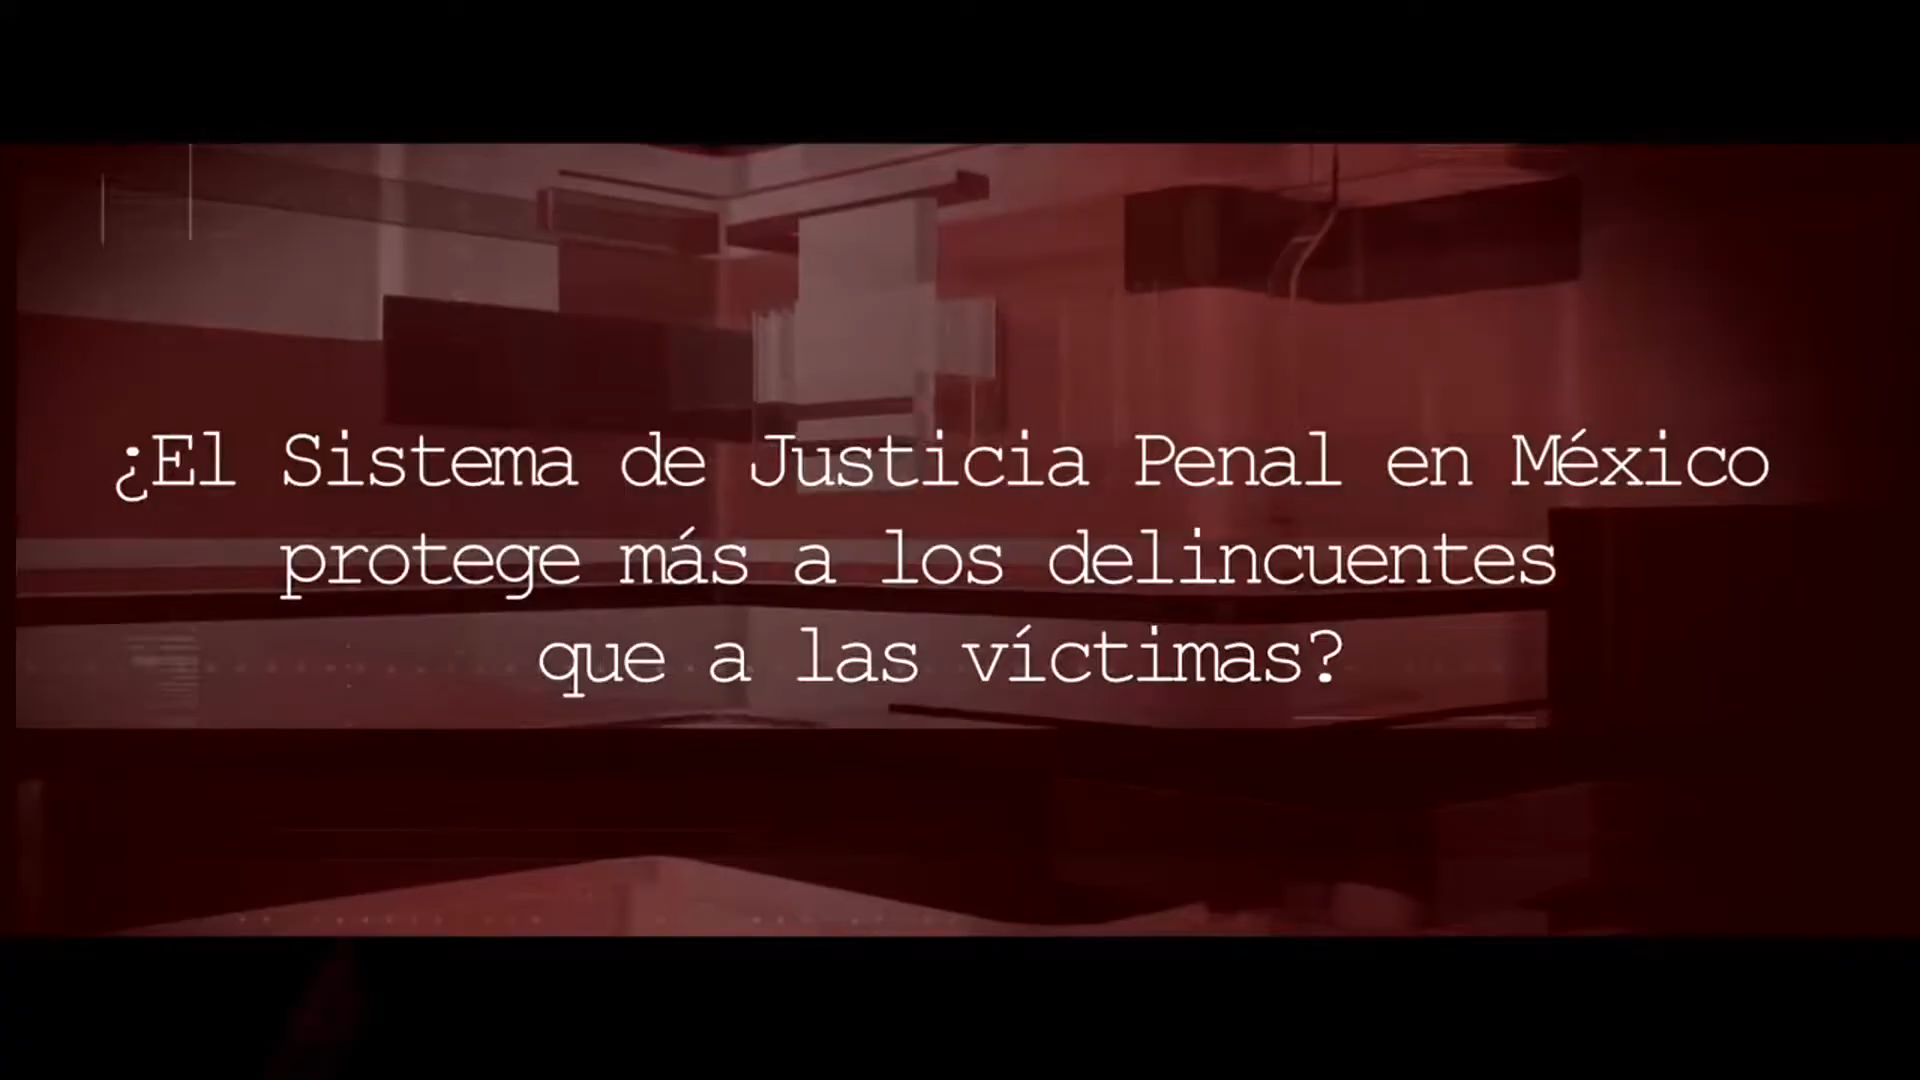 ¿El Sistema de Justicia Penal en México
protege más a los delincuentes
que a las víctimas?